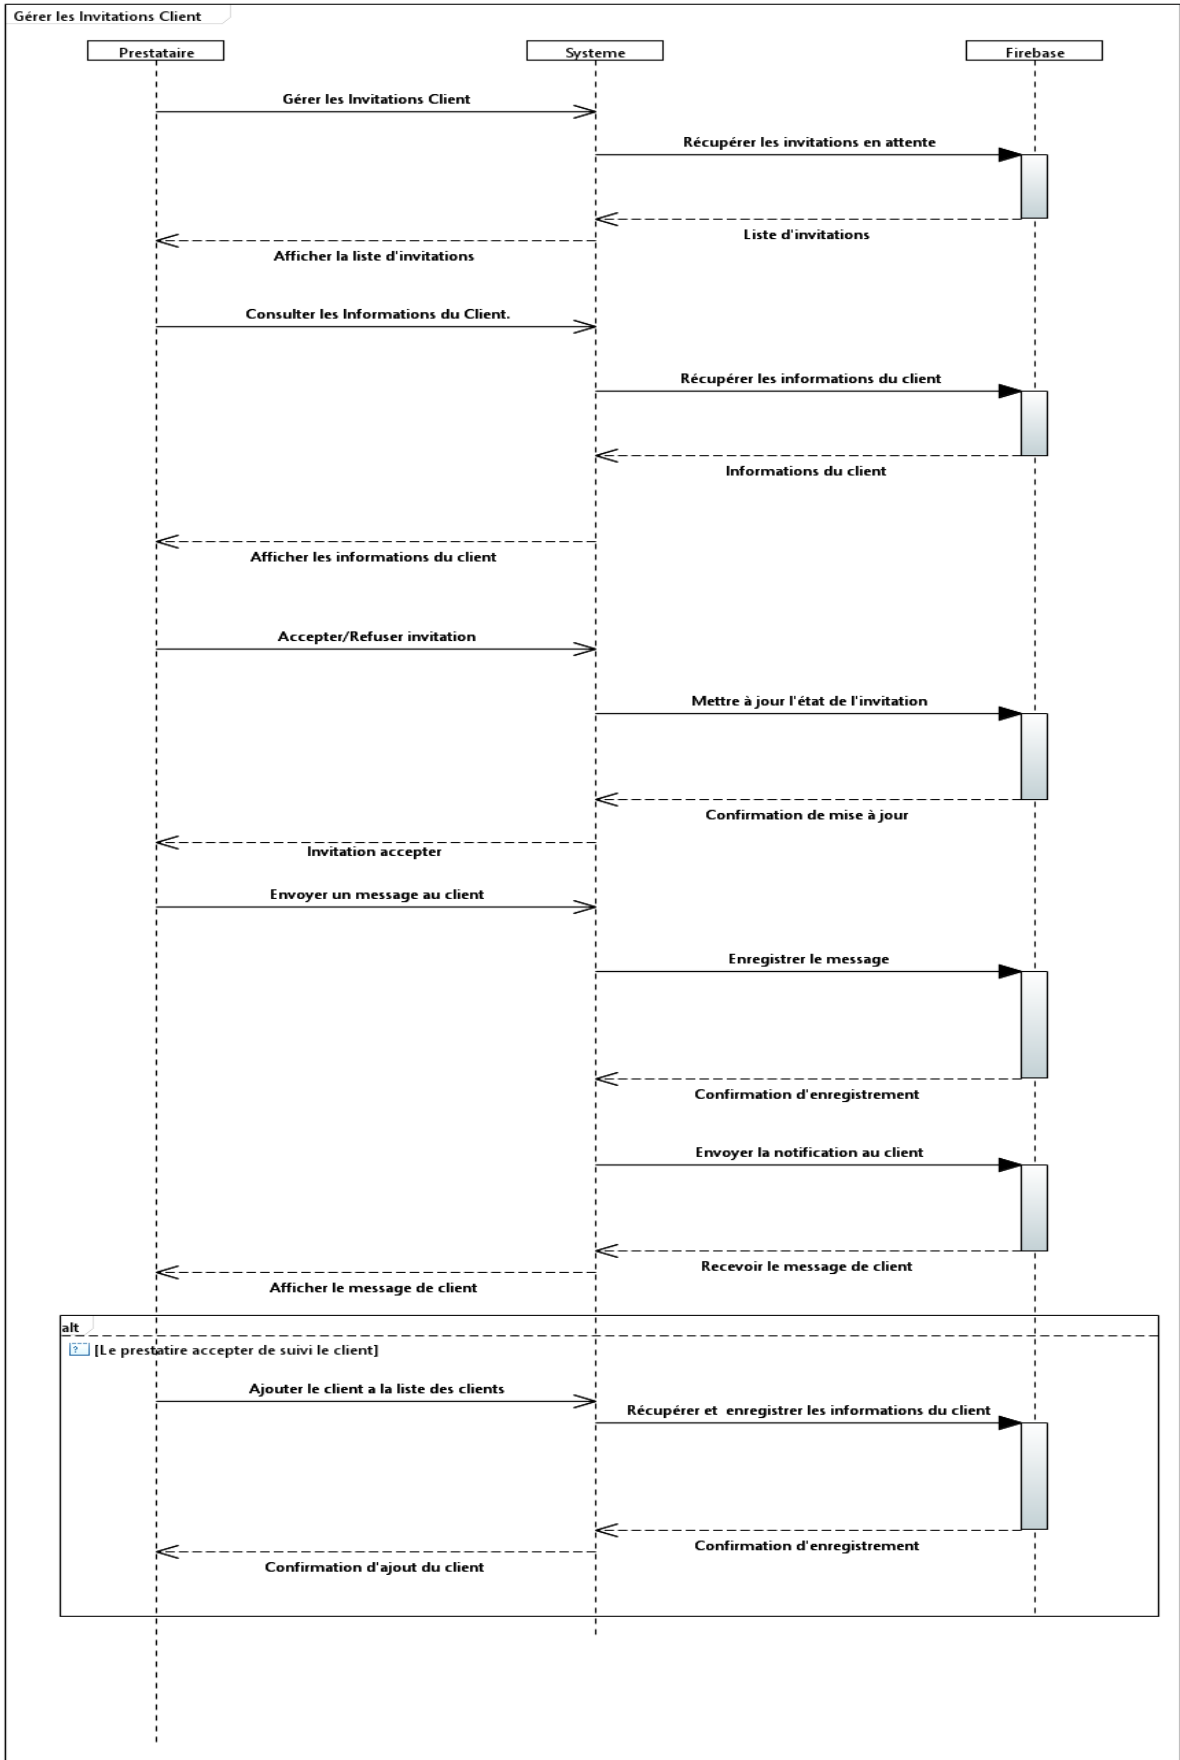 Gérer les Invitations Client
Prestataire
Systeme
Firebase
Gérer les Invitations Client
Récupérer les invitations en attente
Liste d'invitations
Afficher la liste d'invitations
Consulter les Informations du Client.
Récupérer les informations du client
Informations du client
Afficher les informations du client
Accepter/Refuser invitation
Mettre à jour l'état de l'invitation
Confirmation de mise à jour
Invitation accepter
Envoyer un message au client
Enregistrer le message
Confirmation d'enregistrement
Envoyer la notification au client
Recevoir le message de client
Afficher le message de client
alt
? [Le prestatire accepter de suivi le client]
Ajouter le client a la liste des clients
Récupérer et  enregistrer les informations du client
Confirmation d'enregistrement
Confirmation d'ajout du client